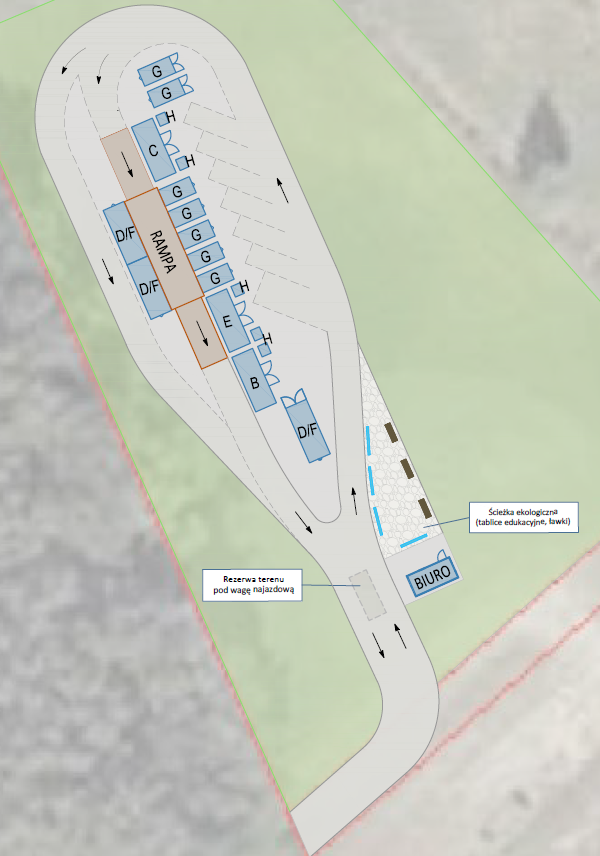 G
G
H
C
H
G
D/F
G
RAMPA
G
G
D/F
G
H
E
H
B
D/F
Ścieżka ekologiczna
(tablice edukacyjne, ławki)
Rezerwa terenu
pod wagę najazdową
BIURO